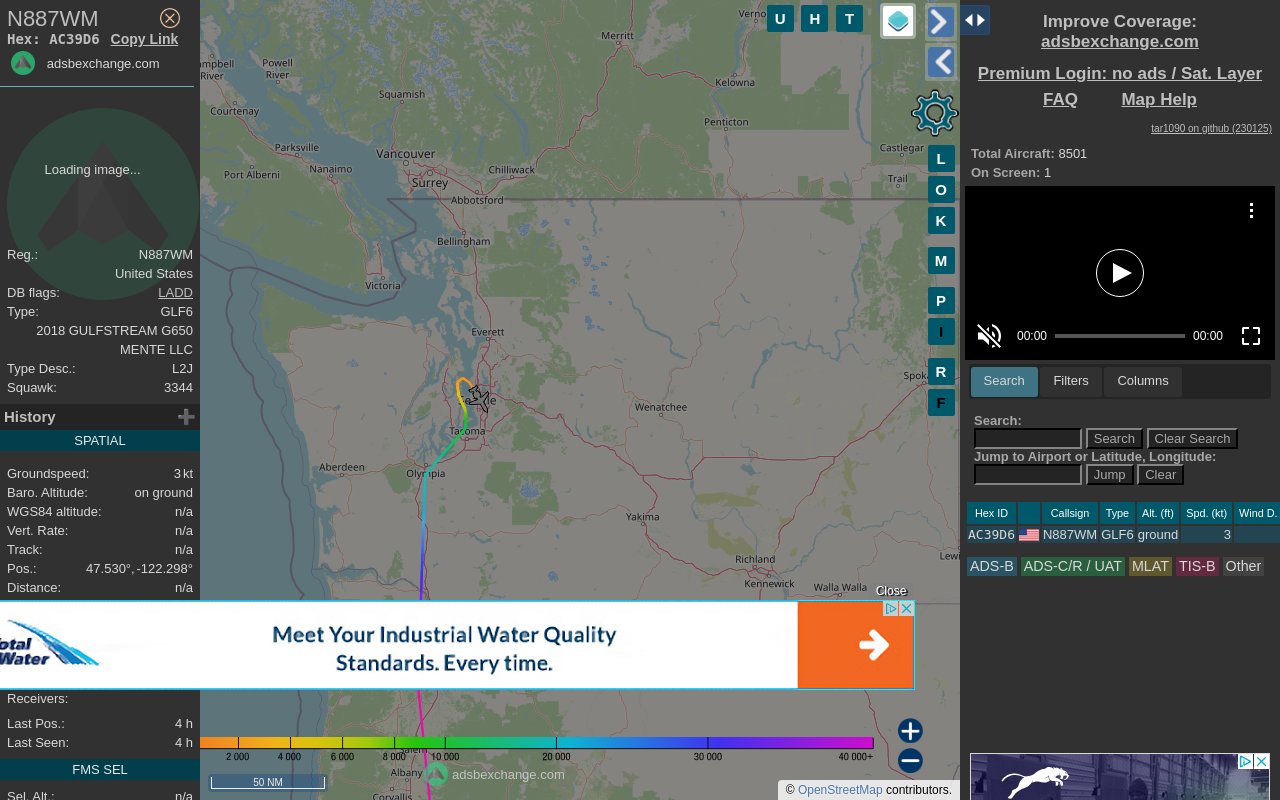 N887WM
Hex: AC39D6 Copy Link
adsbexchange.com
Loading image...
Reg.: N887WM
United States
DB flags: LADD
Type: GLF6
2018 GULFSTREAM G650
MENTE LLC
Type Desc.: L2J
Squawk: 3344
History
SPATIAL
Groundspeed: 3 kt
Baro. Altitude: on ground
WGS84 altitude: n/a
Vert. Rate: n/a
Track: n/a
Pos.: 47.530°, -122.298°
Distance: n/a
Receivers:
Last Pos.: 4 h
Last Seen: 4 h
FMS SEL
Sel. Alt.: n/a
U H T
Merritt
Powell
River
River
Squamish
Courtenay
Kelowna
Penticton
Parksville
Nanaimo
Port Alberni
Vancouver
Surrey
Chilliwack
Abbotsford
Castlegar
Trail
Bellingham
Victoria
Everett
Tacoma
Wenatchee
Aberdeen
Olympia
Yakima
Richland
Kennewick
Walla Walla
Albany
Corvallis
L
O
K
M
P
I
R
F
Close
Total
Water
Meet Your Industrial Water Quality
Standards. Every time.
2 000 4 000 6 000 8 000 10 000 20 000 30 000 40 000+
adsbexchange.com
50 NM
© OpenStreetMap contributors.
Improve Coverage:
adsbexchange.com
Premium Login: no ads / Sat. Layer
FAQ Map Help
tar1090 on github (230125)
Total Aircraft: 8501
On Screen: 1
00:00 00:00
Search Filters Columns
Search:
Search Clear Search
Jump to Airport or Latitude, Longitude:
Jump Clear
Hex ID Callsign Type Alt. (ft) Spd. (kt) Wind D.
AC39D6 N887WM GLF6 ground 3
ADS-B ADS-C/R / UAT MLAT TIS-B Other